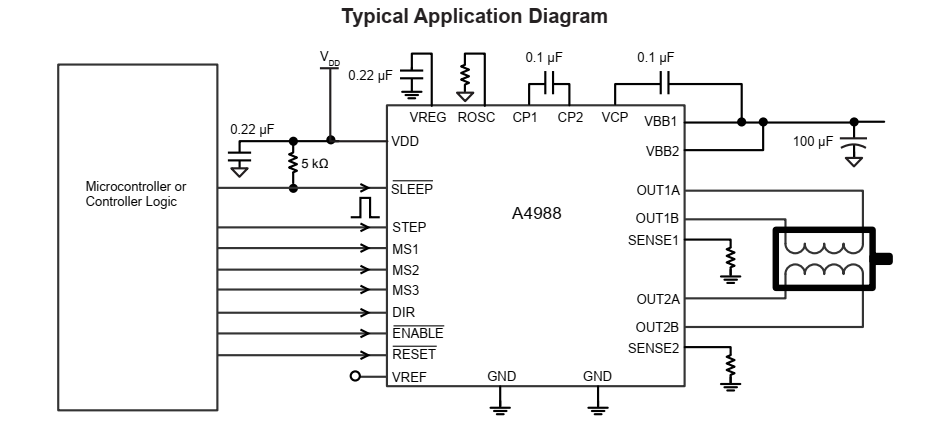 Typical Application Diagram
VDD
0.22 µF
0.1 µF
0.1 µF
VREG ROSC CP1 CP2 VCP
0.22 µF
5 kΩ
VDD
VBB1
VBB2
100 µF
Microcontroller or
Controller Logic
SLEEP
A4988
OUT1A
STEP
OUT1B
MS1
SENSE1
MS2
MS3
OUT2A
DIR
OUT2B
ENABLE
SENSE2
RESET
VREF
GND
GND